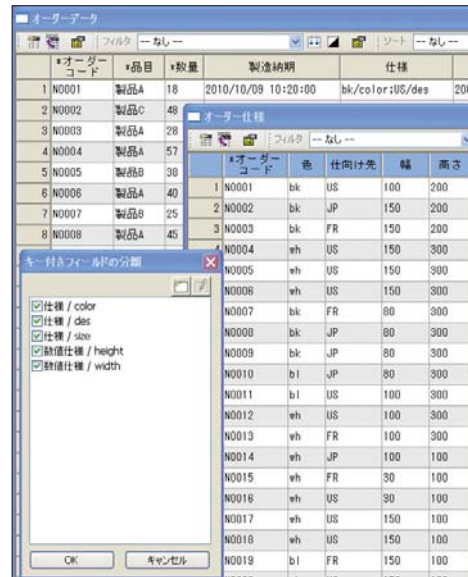 オーダーデータ
フィルタ -- なし -- ソート -- なし --
*オーダーコード *品目 *数量 製造納期 仕様
1 N0001 製品A 18 2010/10/09 10:20:00 bk/color;US/des 200
2 N0002 製品C 48
3 N0003 製品A 28
4 N0004 製品A 57
5 N0005 製品B 38
6 N0006 製品A 40
7 N0007 製品B 25
8 N0008 製品A 45
オーダー仕様
フィルタ -- なし --
*オーダーコード 色 仕向け先 幅 高さ
1 N0001 bk US 100 200
2 N0002 bk JP 150 200
3 N0003 bk FR 150 200
N0004 wh US 150 300
N0005 wh US 150 300
N0006 wh US 150 300
N0007 bk FR 80 300
bk JP 80 300
N0009 bk JP 80 300
N0010 bl JP 80 300
N0011 bl US 100 300
N0012 wh US 100 300
N0013 wh FR 100 300
N0014 wh JP 100 100
N0015 wh FR 30 100
N0016 wh US 30 100
N0017 wh US 150 100
N0018 wh US 150 100
N0019 bl FR 150 100
キー付きフィールドの分離
仕様 / color
仕様 / des
仕様 / size
数値仕様 / height
数値仕様 / width
OK キャンセル